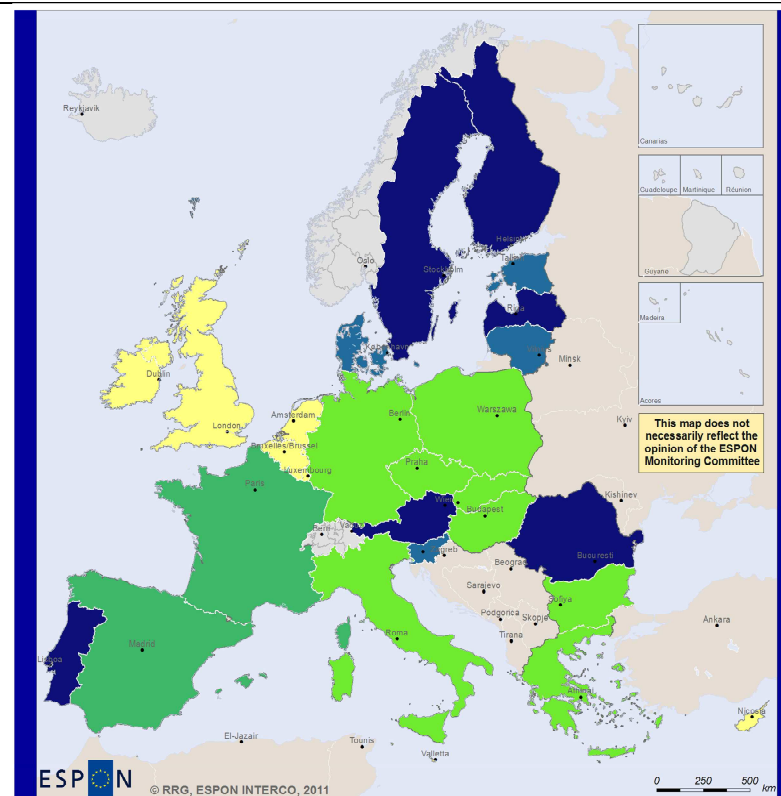 Reykjavik
Canarias
Guadeloupe
Martinique
Réunion
Guyane
Madeira
Acores
This map does not
necessarily reflect the
opinion of the ESPON
Monitoring Committee
Oslo
Helsinki
Stockholm
Tallinn
Riga
København
Minsk
Dublin
Amsterdam
Berlin
Warszawa
London
Bruxelles/Brussel
Kyiv
Luxembourg
Praha
Paris
Kishinev
Wien
Budapest
Bern
Zagreb
Bucuresti
Beograd
Sarajevo
Sofiya
Podgorica
Skopje
Ankara
Roma
Tirana
Madrid
Lisboa
Athinai
Nicosia
El-Jazair
Tounis
Valletta
ESPON
© RRG, ESPON INTERCO, 2011
0 250 500
km